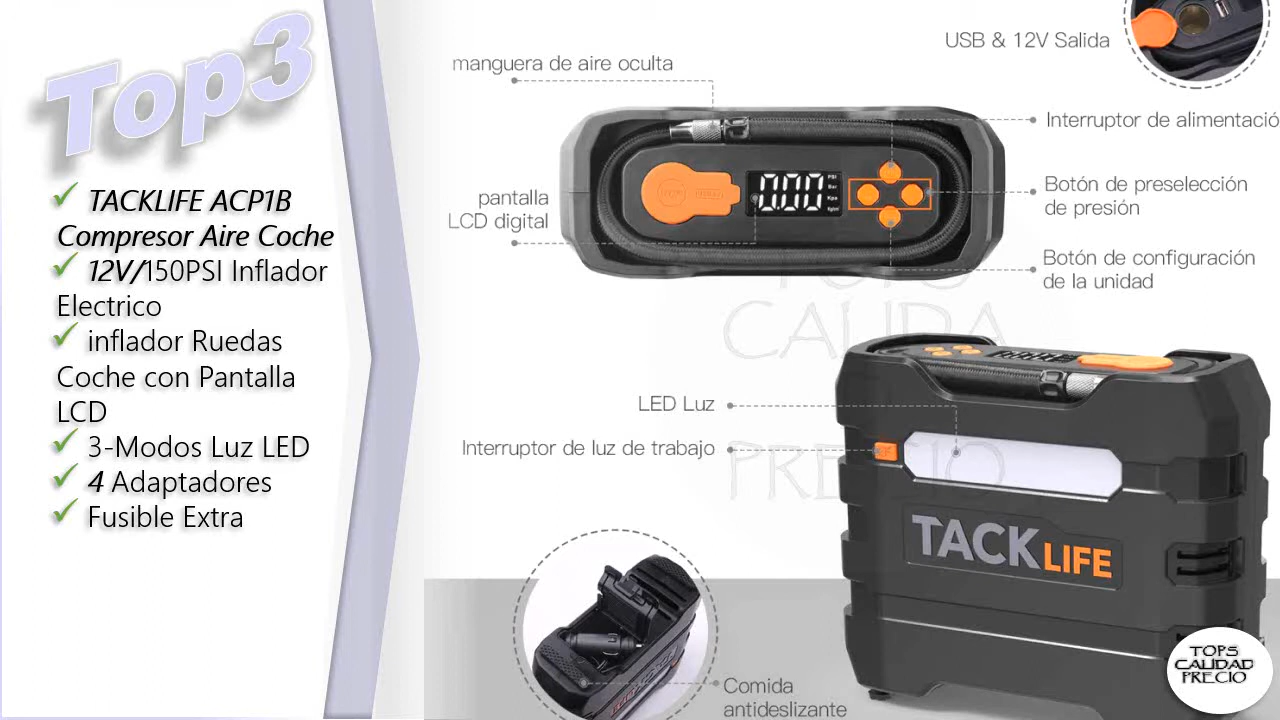 Top3
TACKLIFE ACP1B
Compresor Aire Coche
12V/150PSI Inflador
Electrico
inflador Ruedas
Coche con Pantalla
LCD
3-Modos Luz LED
4 Adaptadores
Fusible Extra
manguera de aire oculta
pantalla
LCD digital
USB & 12V Salida
Interruptor de alimentació
Botón de preselección
de presión
Botón de configuración
de la unidad
PSI
Bar
Kpa
TOPS
CALIDA
PRECIO
LED Luz
Interruptor de luz de trabajo
TACKLIFE
Comida
antideslizante
TOPS
CALIDAD
PRECIO